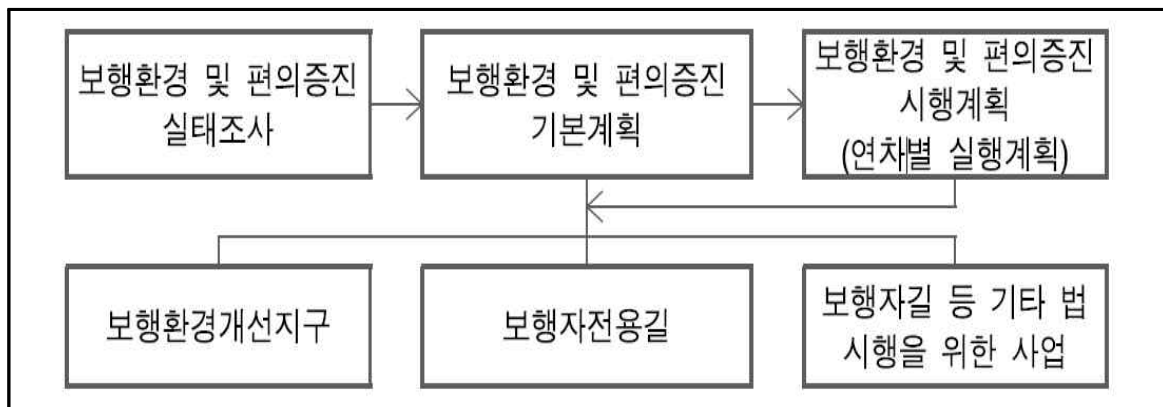 보행환경 및 편의증진
실태조사
보행환경 및 편의증진
기본계획
보행환경 및 편의증진
시행계획
(연차별 실행계획)
보행환경개선지구
보행자전용길
보행자길 등 기타 법
시행을 위한 사업